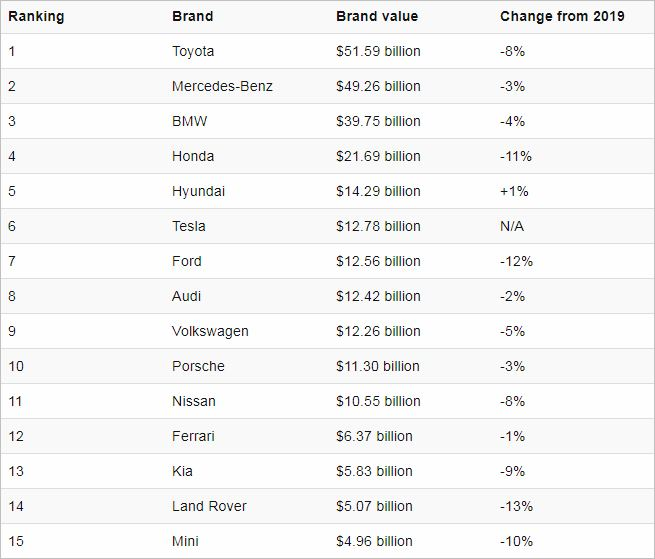 Ranking Brand Brand value Change from 2019
1 Toyota $51.59 billion -8%
2 Mercedes-Benz $49.26 billion -3%
3 BMW $39.75 billion -4%
4 Honda $21.69 billion -11%
5 Hyundai $14.29 billion +1%
6 Tesla $12.78 billion N/A
7 Ford $12.56 billion -12%
8 Audi $12.42 billion -2%
9 Volkswagen $12.26 billion -5%
10 Porsche $11.30 billion -3%
11 Nissan $10.55 billion -8%
12 Ferrari $6.37 billion -1%
13 Kia $5.83 billion -9%
14 Land Rover $5.07 billion -13%
15 Mini $4.96 billion -10%